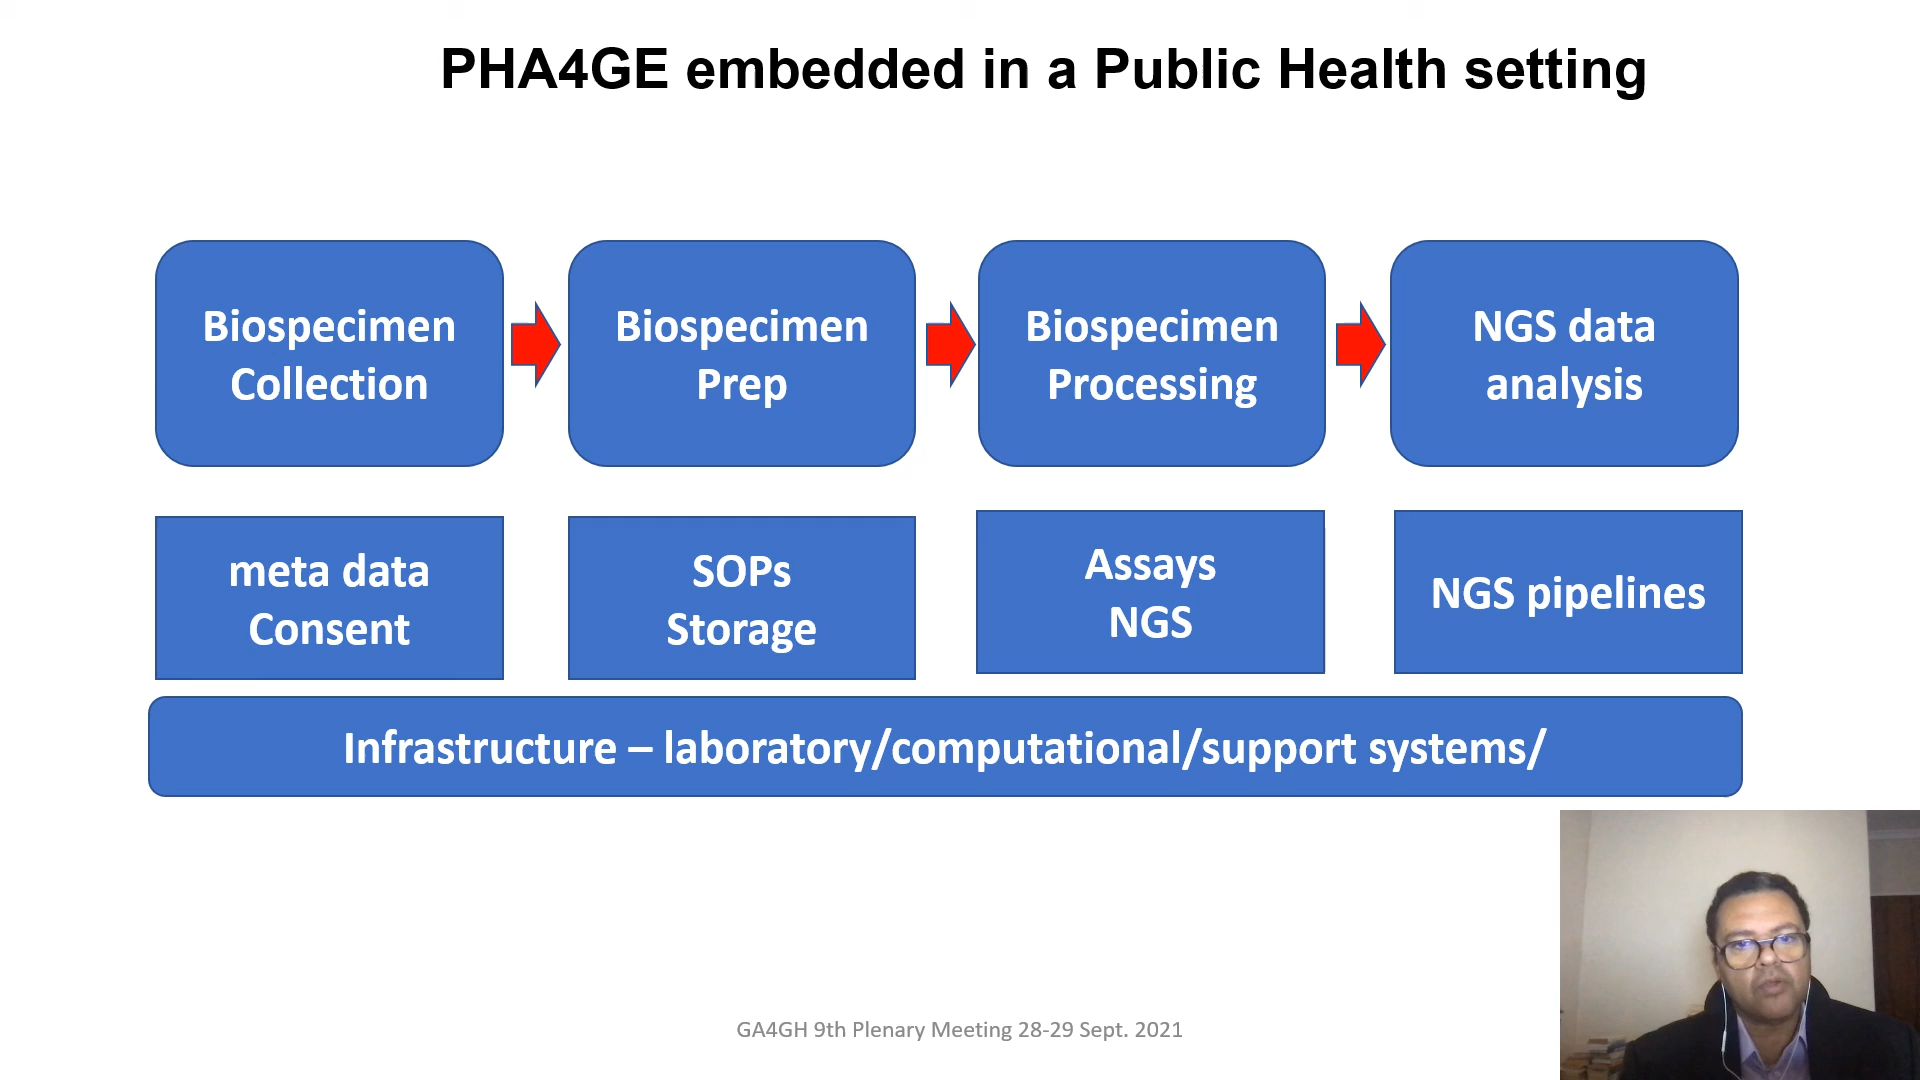 PHA4GE embedded in a Public Health setting
Biospecimen
Collection
Biospecimen
Prep
Biospecimen
Processing
NGS data
analysis
meta data
Consent
SOPs
Storage
Assays
NGS
NGS pipelines
Infrastructure – laboratory/computational/support systems/
GA4GH 9th Plenary Meeting 28-29 Sept. 2021